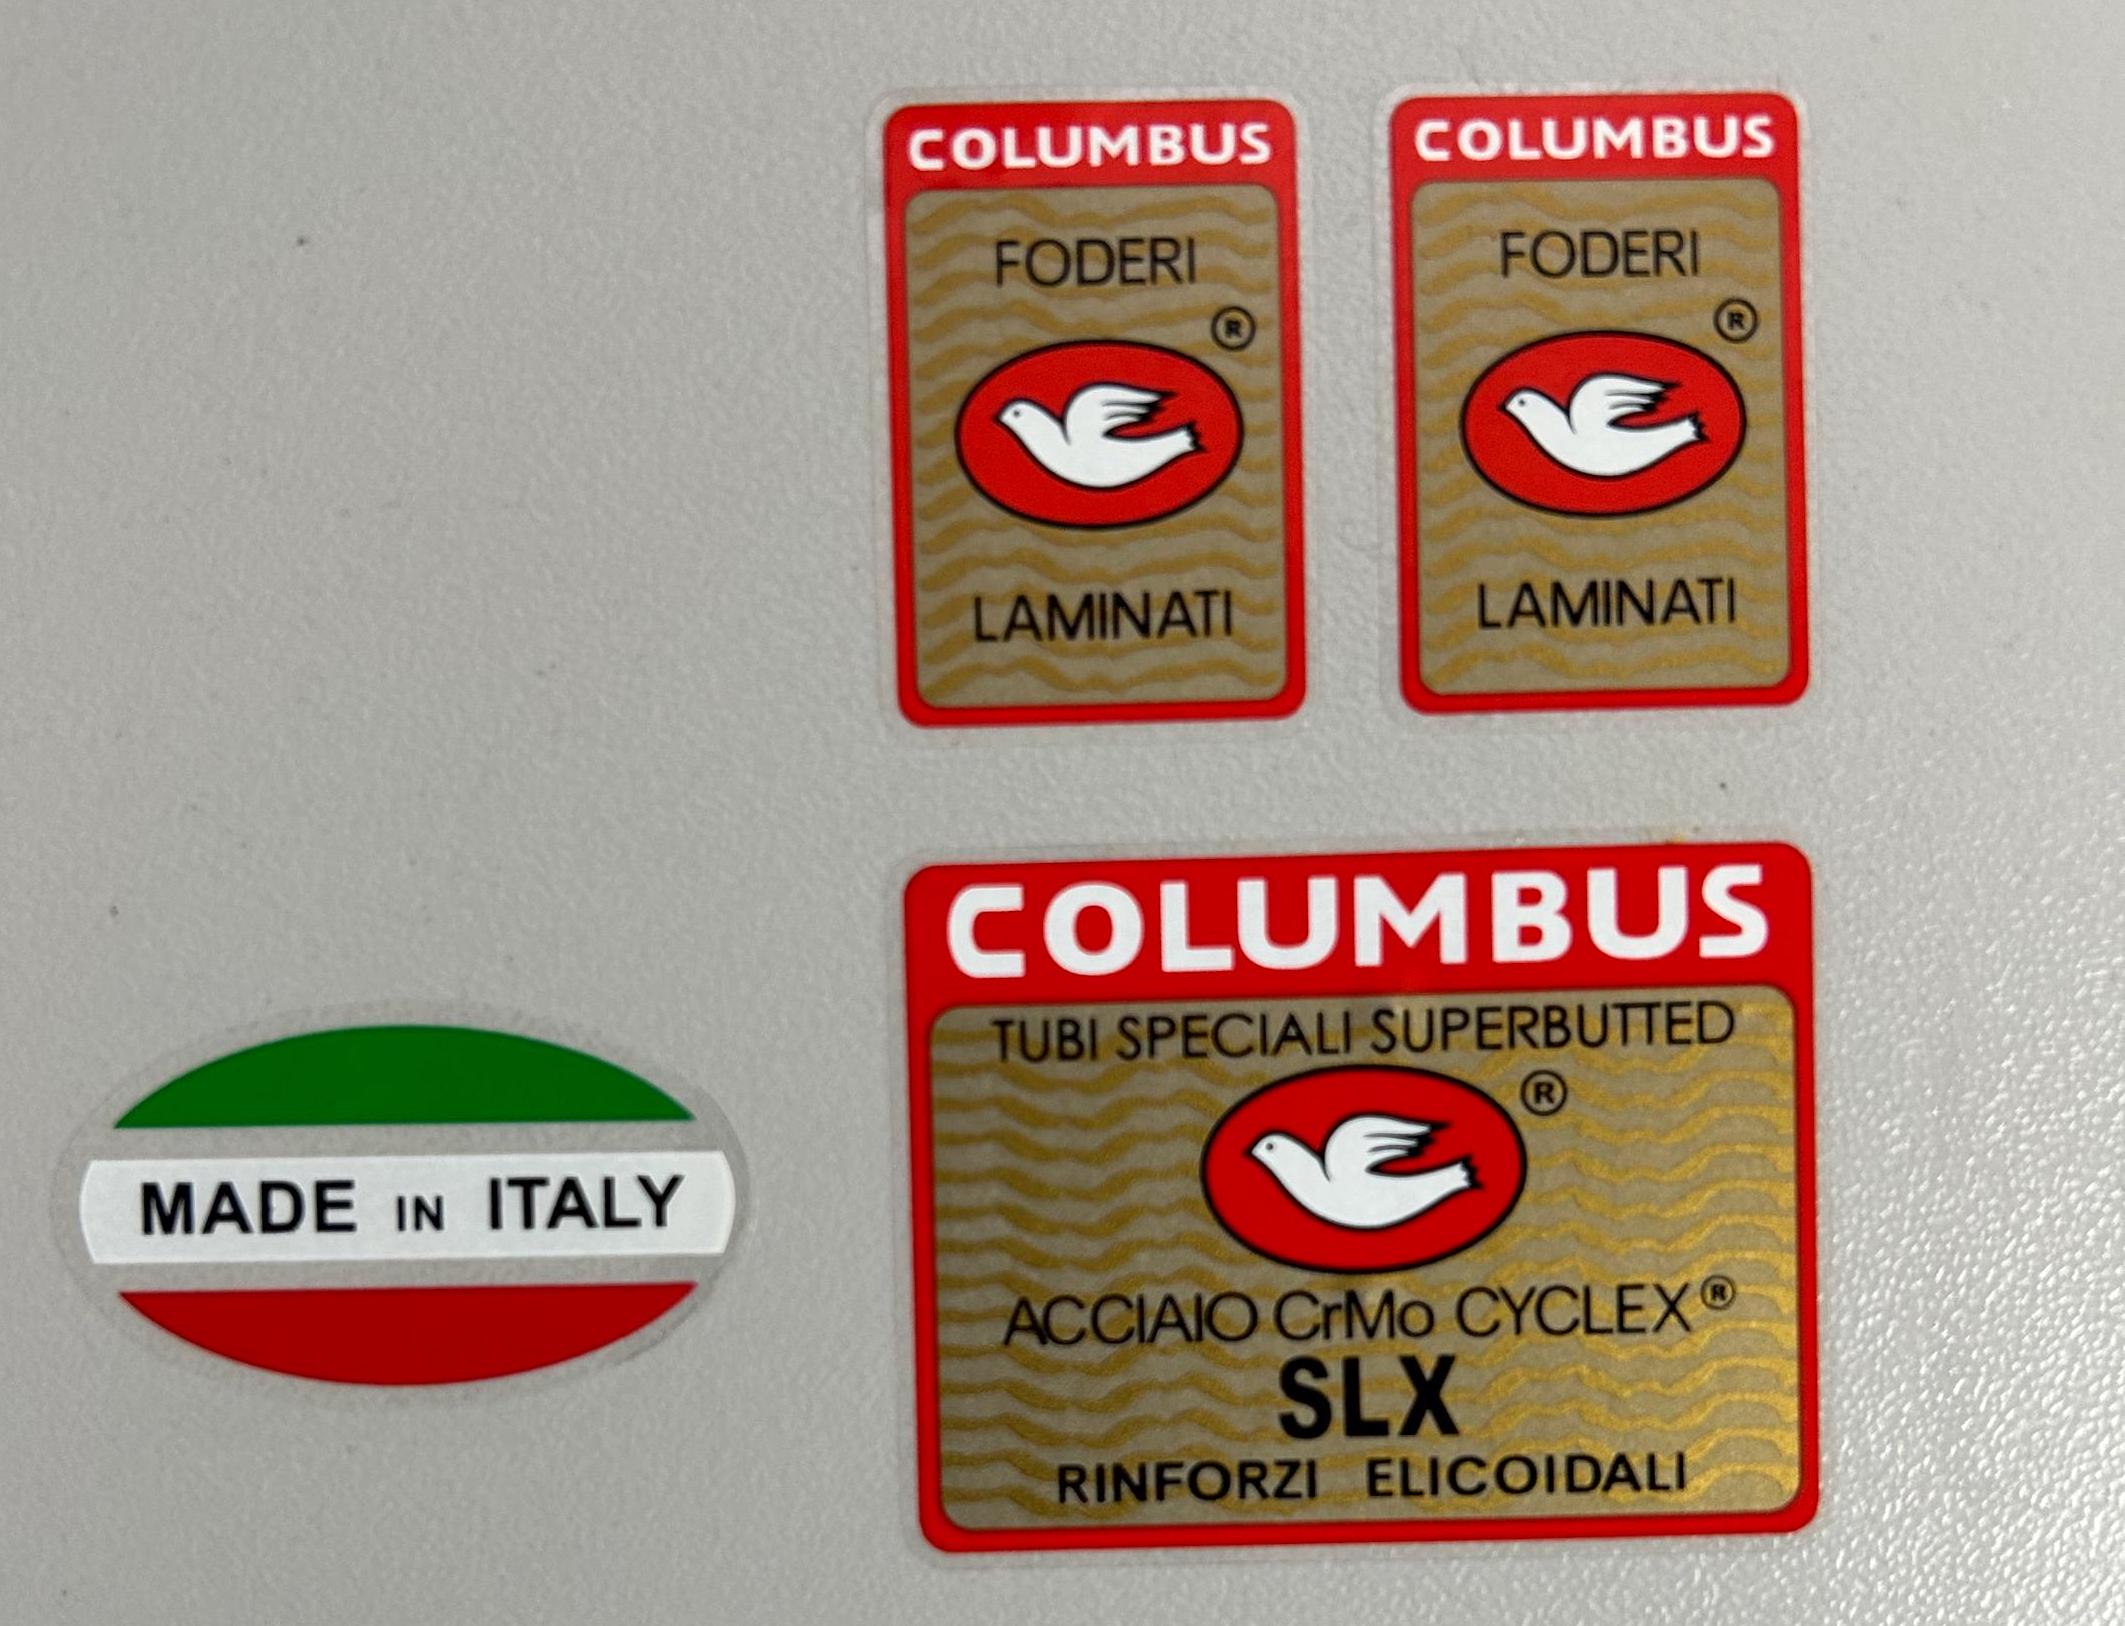 COLUMBUS
FODERI
®
LAMINATI
COLUMBUS
FODERI
®
LAMINATI
MADE IN ITALY
COLUMBUS
TUBI SPECIALI SUPERBUTTED
®
ACCIAIO CrMo CYCLEX®
SLX
RINFORZI ELICOIDALI